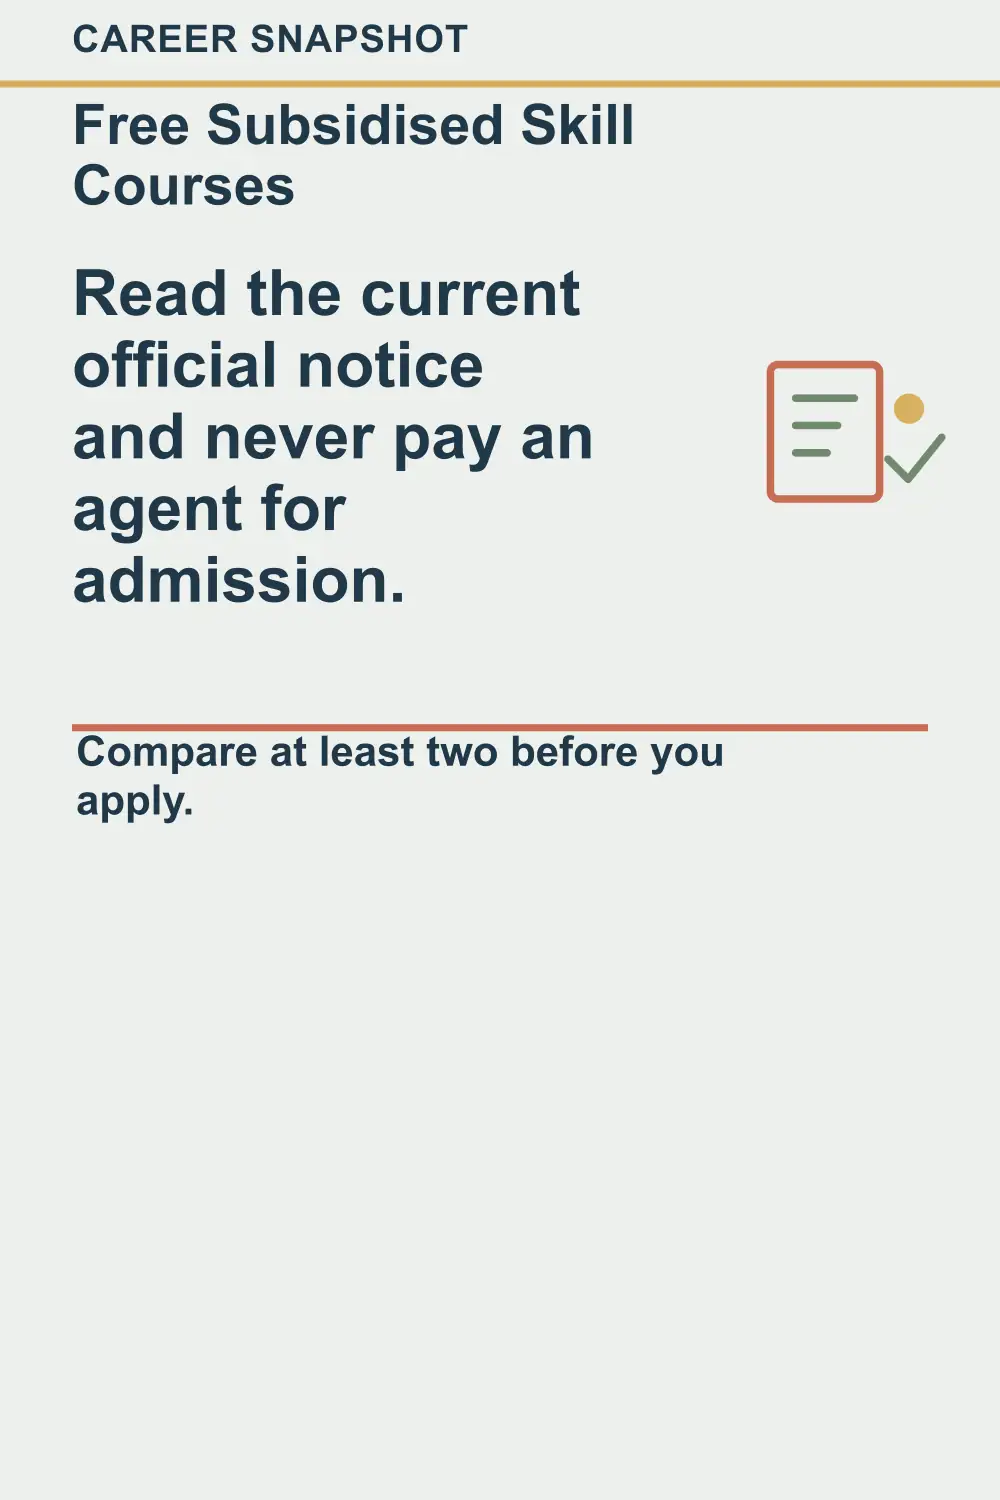 CAREER SNAPSHOT
Free Subsidised Skill
Courses
Read the current
official notice
and never pay an
agent for
admission.
Compare at least two before you
apply.